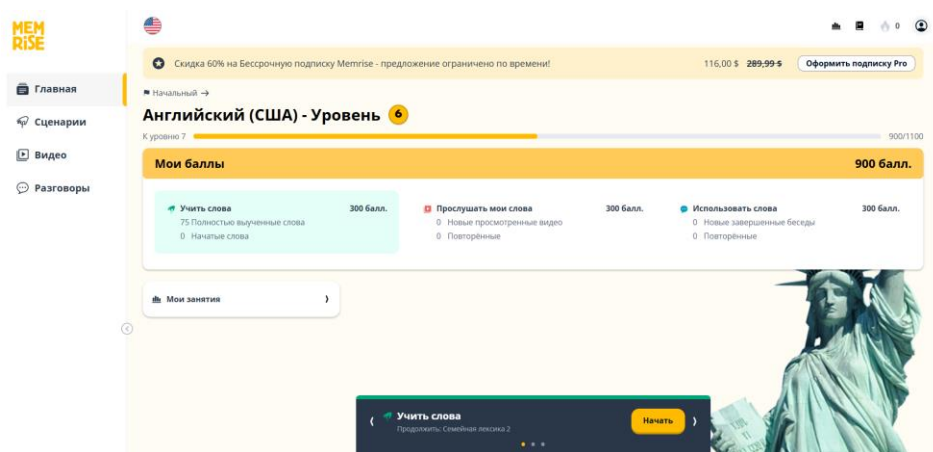 MEM
RiSE
0
Скидка 60% на Бессрочную подписку Memrise - предложение ограничено по времени!
116,00 $ 289,99 $ Оформить подписку Pro
Главная
Сценарии
Видео
Разговоры
Начальный →
Английский (США) - Уровень 6
К уровню 7 900/1100
Мои баллы 900 балл.
Учить слова 300 балл.
75 Полностью выученные слова
0 Начатые слова
Прослушать мои слова 300 балл.
0 Новые просмотренные видео
0 Повторённые
Использовать слова 300 балл.
0 Новые завершенные беседы
0 Повторённые
Мои занятия
Учить слова
Продолжить: Семейная лексика 2
Начать